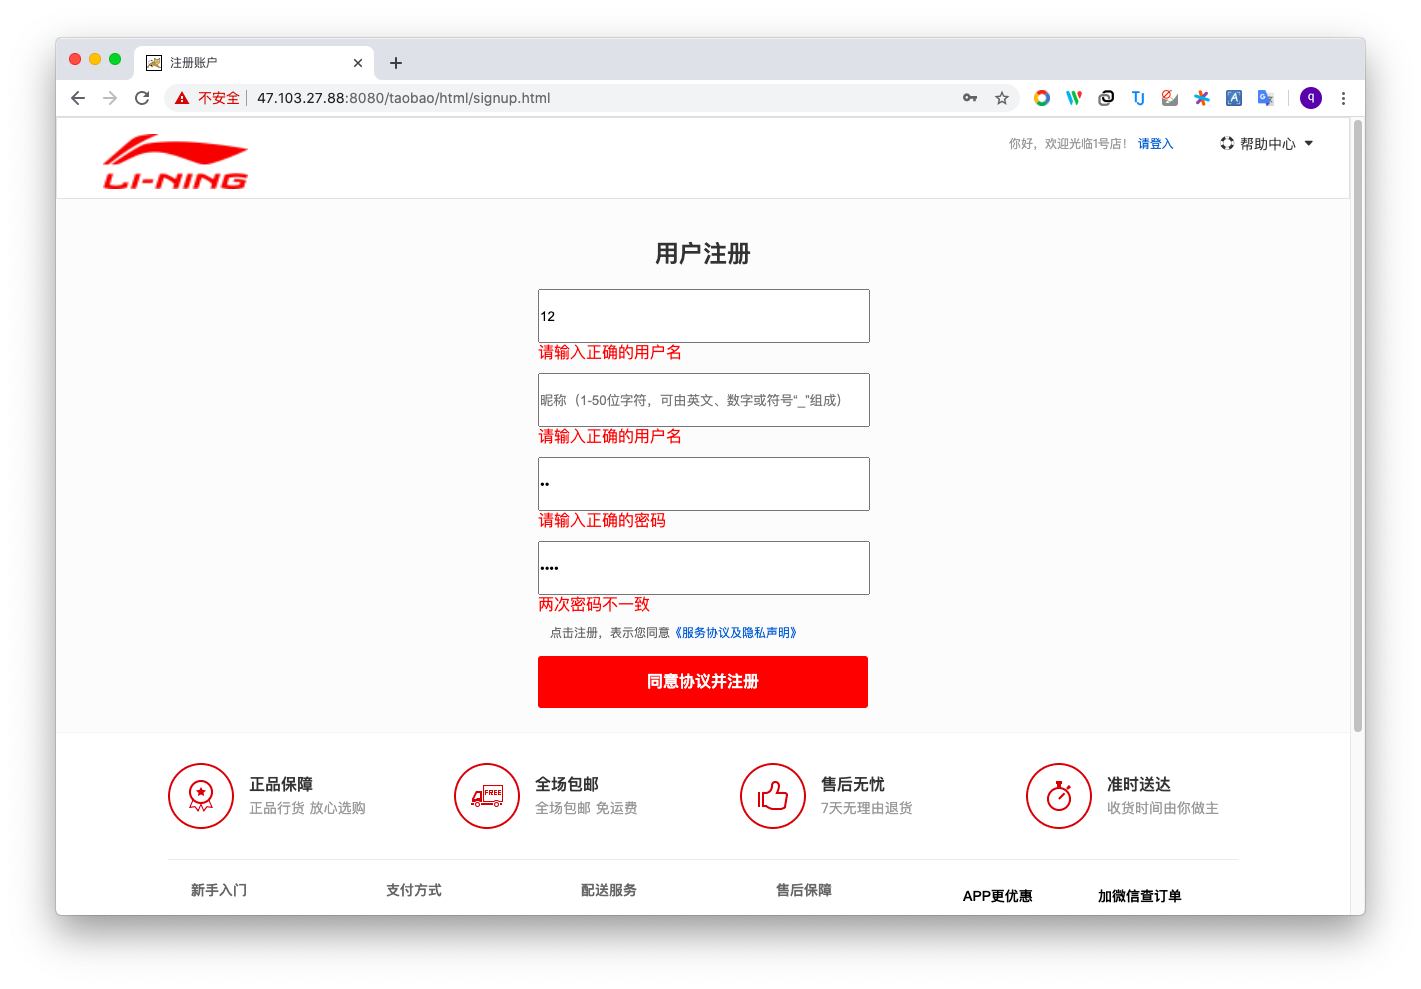 注册账户
不安全
47.103.27.88:8080/taobao/html/signup.html
q
LI-NING
你好，欢迎光临1号店！ 请登入
帮助中心
用户注册
12
请输入正确的用户名
昵称（1-50位字符，可由英文、数字或符号“_”组成）
请输入正确的用户名
••
请输入正确的密码
••••
两次密码不一致
点击注册，表示您同意《服务协议及隐私声明》
同意协议并注册
正品保障
正品行货 放心选购
FREE
全场包邮
全场包邮 免运费
售后无忧
7天无理由退货
准时送达
收货时间由你做主
新手入门
支付方式
配送服务
售后保障
APP更优惠
加微信查订单